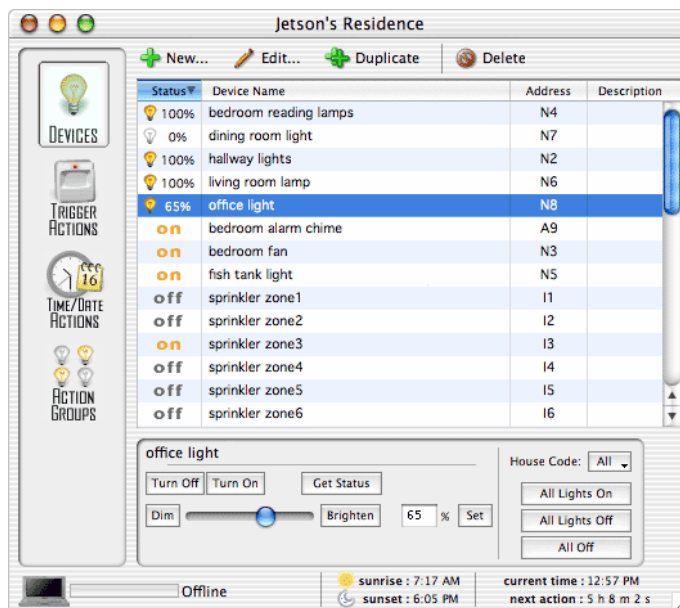 Jetson's Residence
New... Edit... Duplicate Delete
Status Device Name Address Description
100% bedroom reading lamps N4
0% dining room light N7
100% hallway lights N2
100% living room lamp N6
65% office light N8
on bedroom alarm chime A9
on bedroom fan N3
on fish tank light N5
off sprinkler zone1 I1
off sprinkler zone2 I2
on sprinkler zone3 I3
off sprinkler zone4 I4
off sprinkler zone5 I5
off sprinkler zone6 I6
DEVICES
TRIGGER
ACTIONS
16
TIME/DATE
ACTIONS
ACTION
GROUPS
office light
Turn Off Turn On Get Status
Dim Brighten 65 % Set
House Code: All
All Lights On
All Lights Off
All Off
Offline
sunrise : 7:17 AM
sunset : 6:05 PM
current time : 12:57 PM
next action : 5 h 8 m 2 s